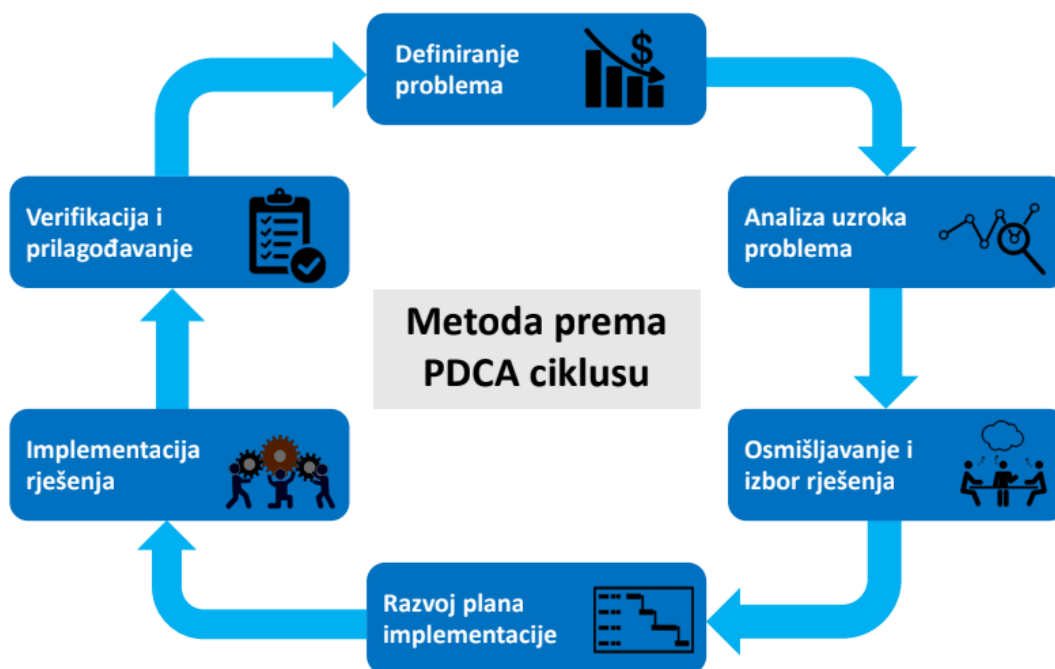 Definiranje
problema
$
Analiza uzroka
problema
Osmišljavanje i
izbor rješenja
Razvoj plana
implementacije
Implementacija
rješenja
Verifikacija i
prilagođavanje
Metoda prema
PDCA ciklusu